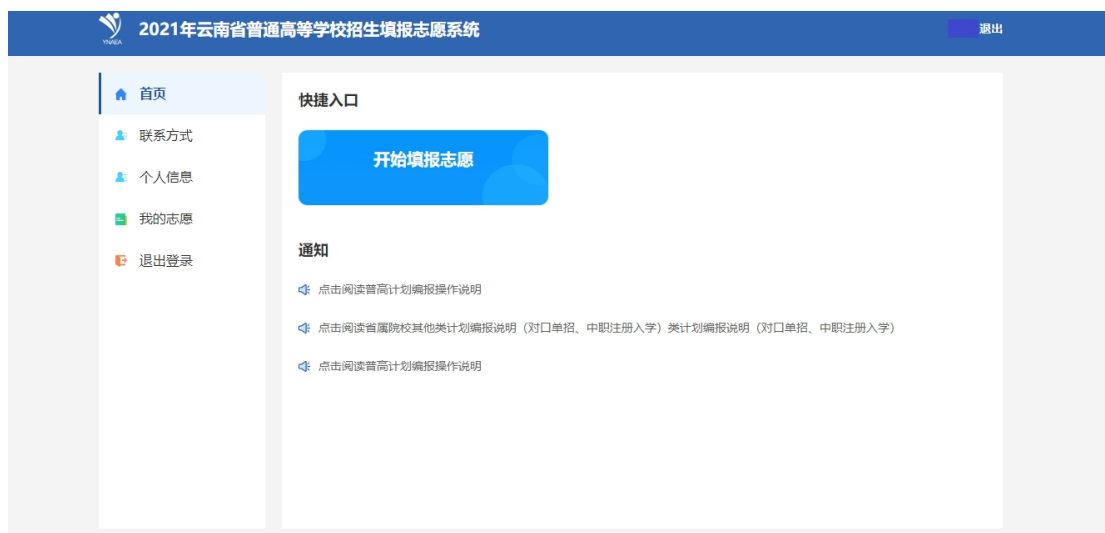 YNAEA
2021年云南省普通高等学校招生填报志愿系统
退出
首页
联系方式
个人信息
我的志愿
退出登录
快捷入口
开始填报志愿
通知
点击阅读普高计划编报操作说明
点击阅读省属院校其他类计划编报说明（对口单招、中职注册入学）类计划编报说明（对口单招、中职注册入学）
点击阅读普高计划编报操作说明